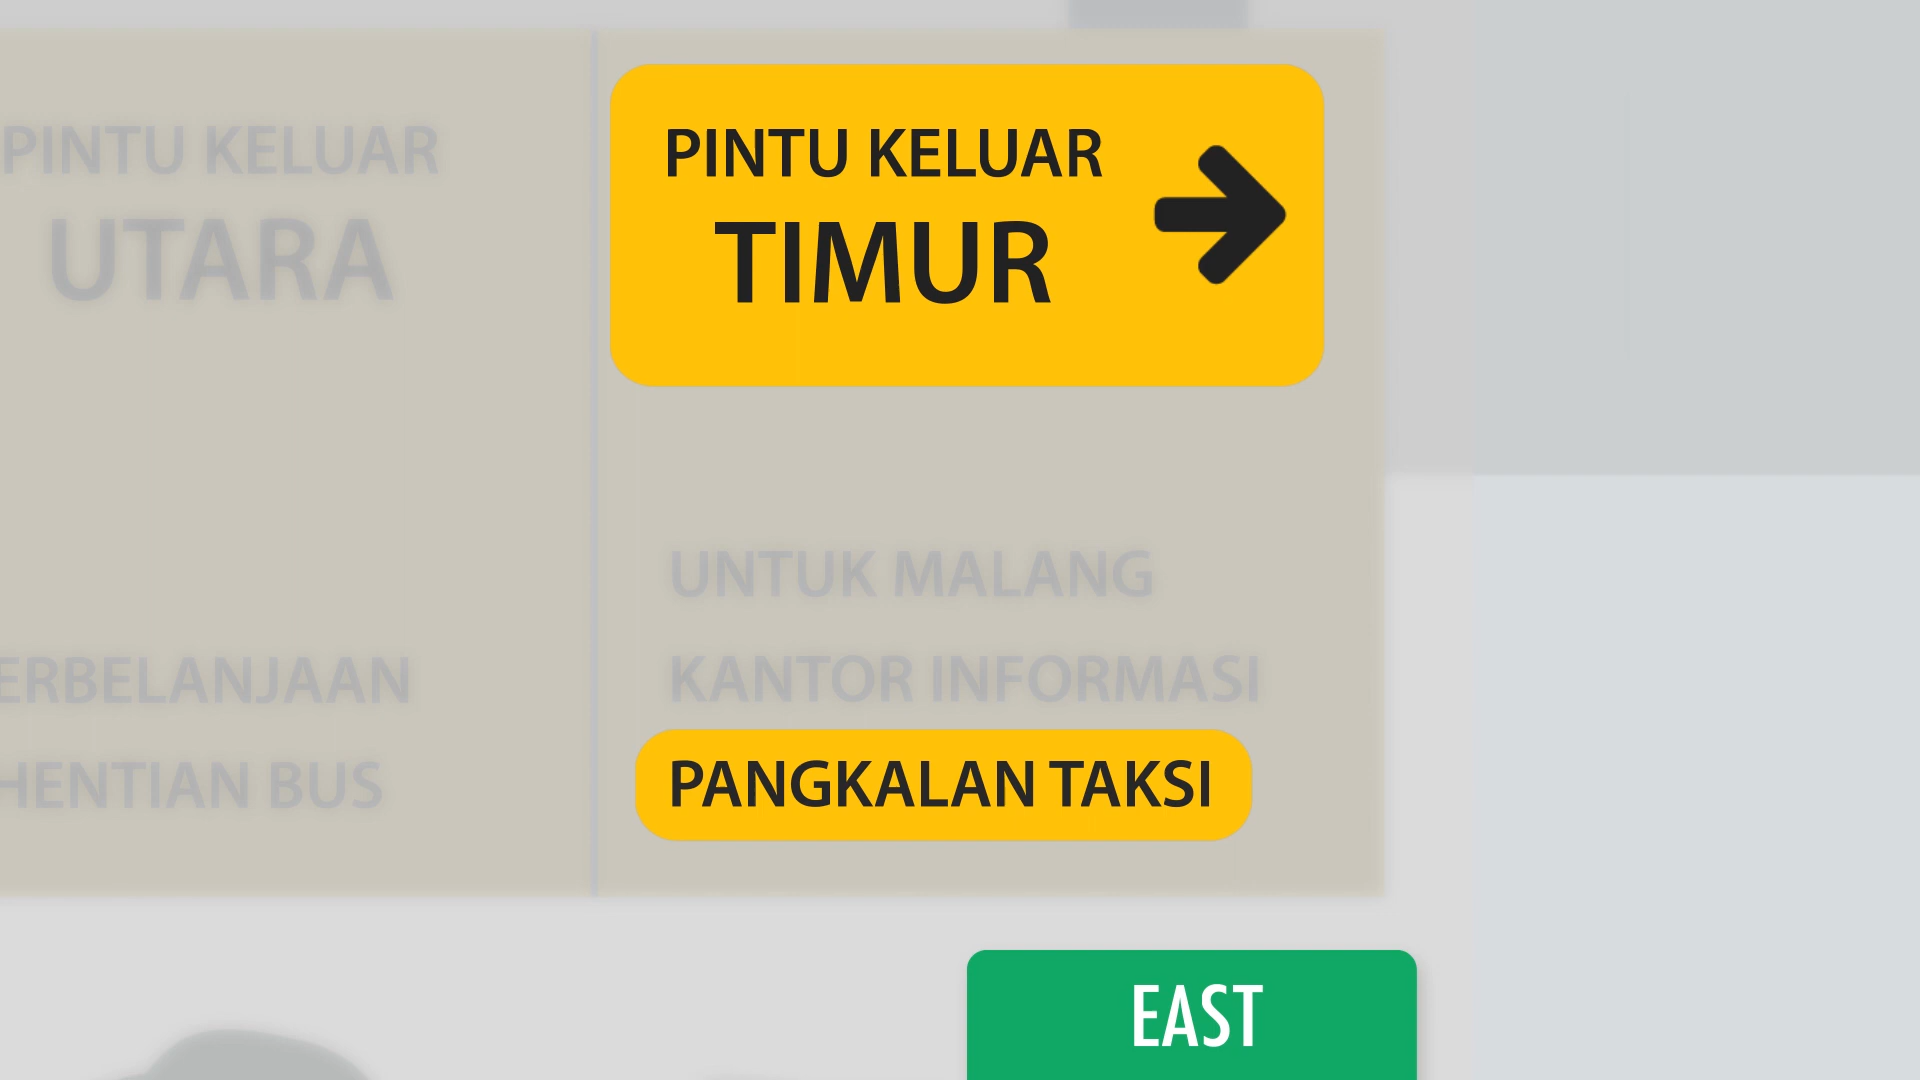 PINTU KELUAR
UTARA
ERBELANJAAN
HENTIAN BUS
PINTU KELUAR
TIMUR
UNTUK MALANG
KANTOR INFORMASI
PANGKALAN TAKSI
EAST